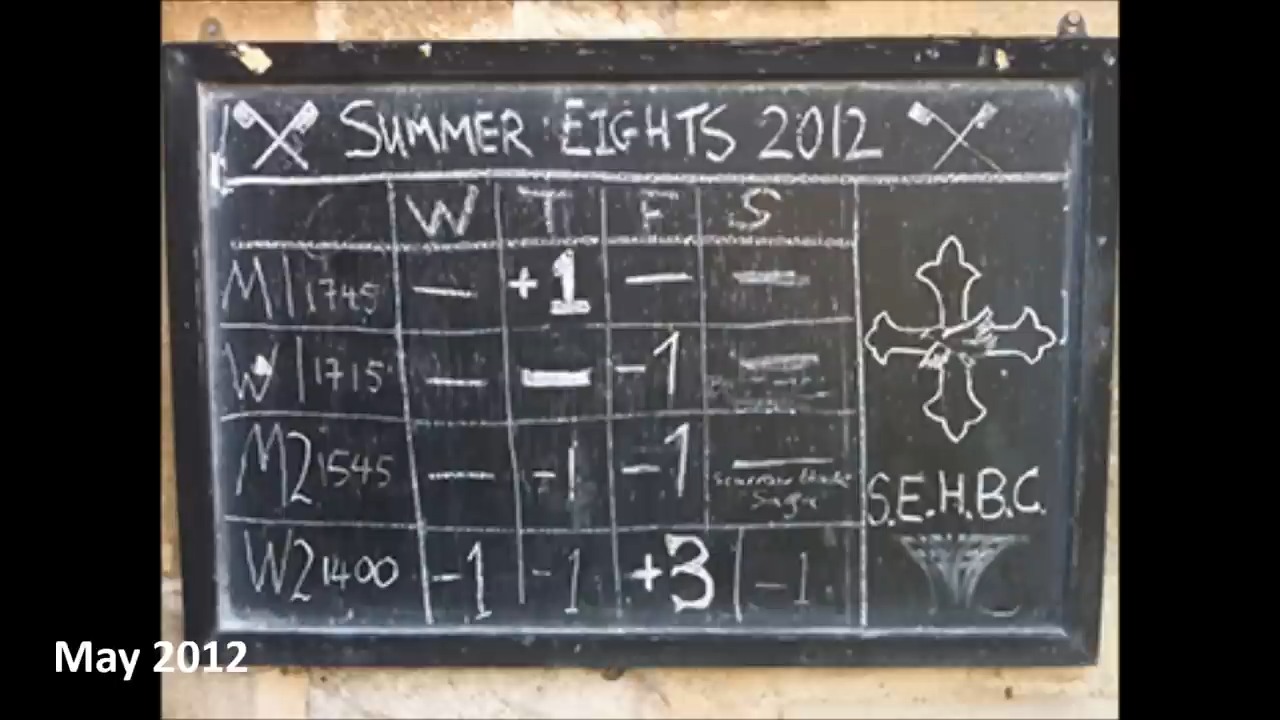 SUMMER EIGHTS 2012
W T F S
M1 1745 — +1 — —
W1 1715 — — -1 —
M2 1545 — -1 -1 —
W2 1400 -1 -1 +3 -1
S.E.H.B.C.
May 2012